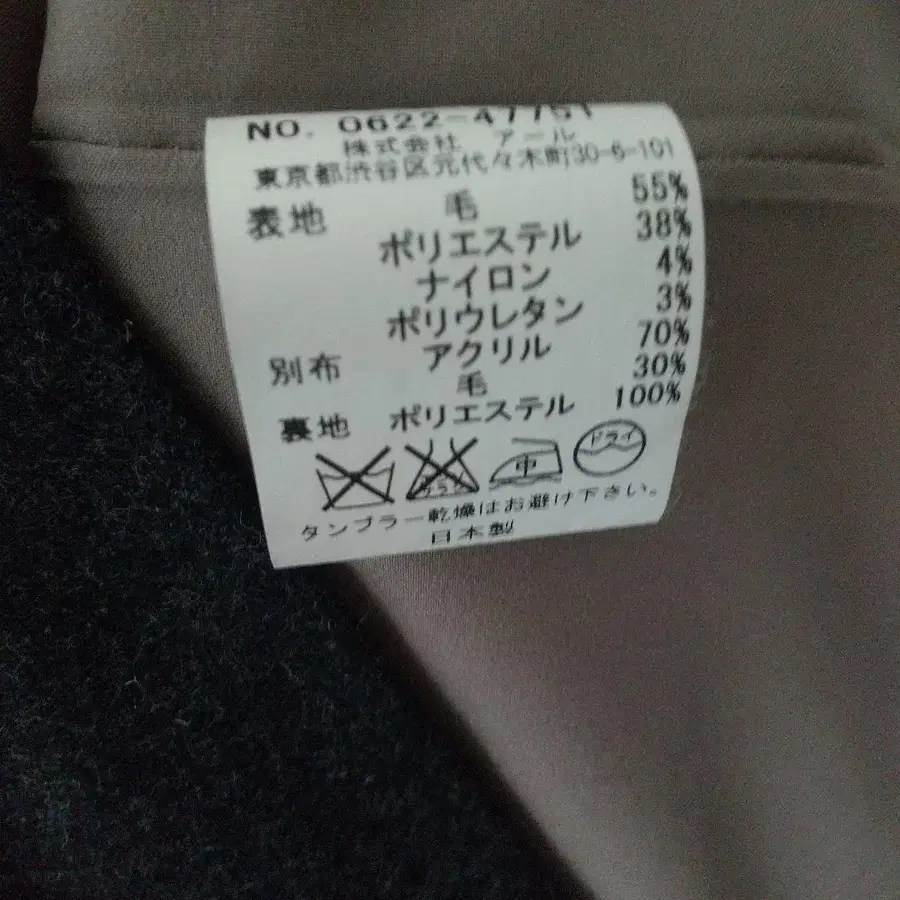 NO. 0622-47751
株式会社 アール
東京都渋谷区元代々木町30-6-101
表地 毛 55%
ポリエステル 38%
ナイロン 4%
ポリウレタン 3%
別布 アクリル 70%
毛 30%
裏地 ポリエステル 100%
中 ドライ
タンブラー乾燥はお避け下さい。
日本製